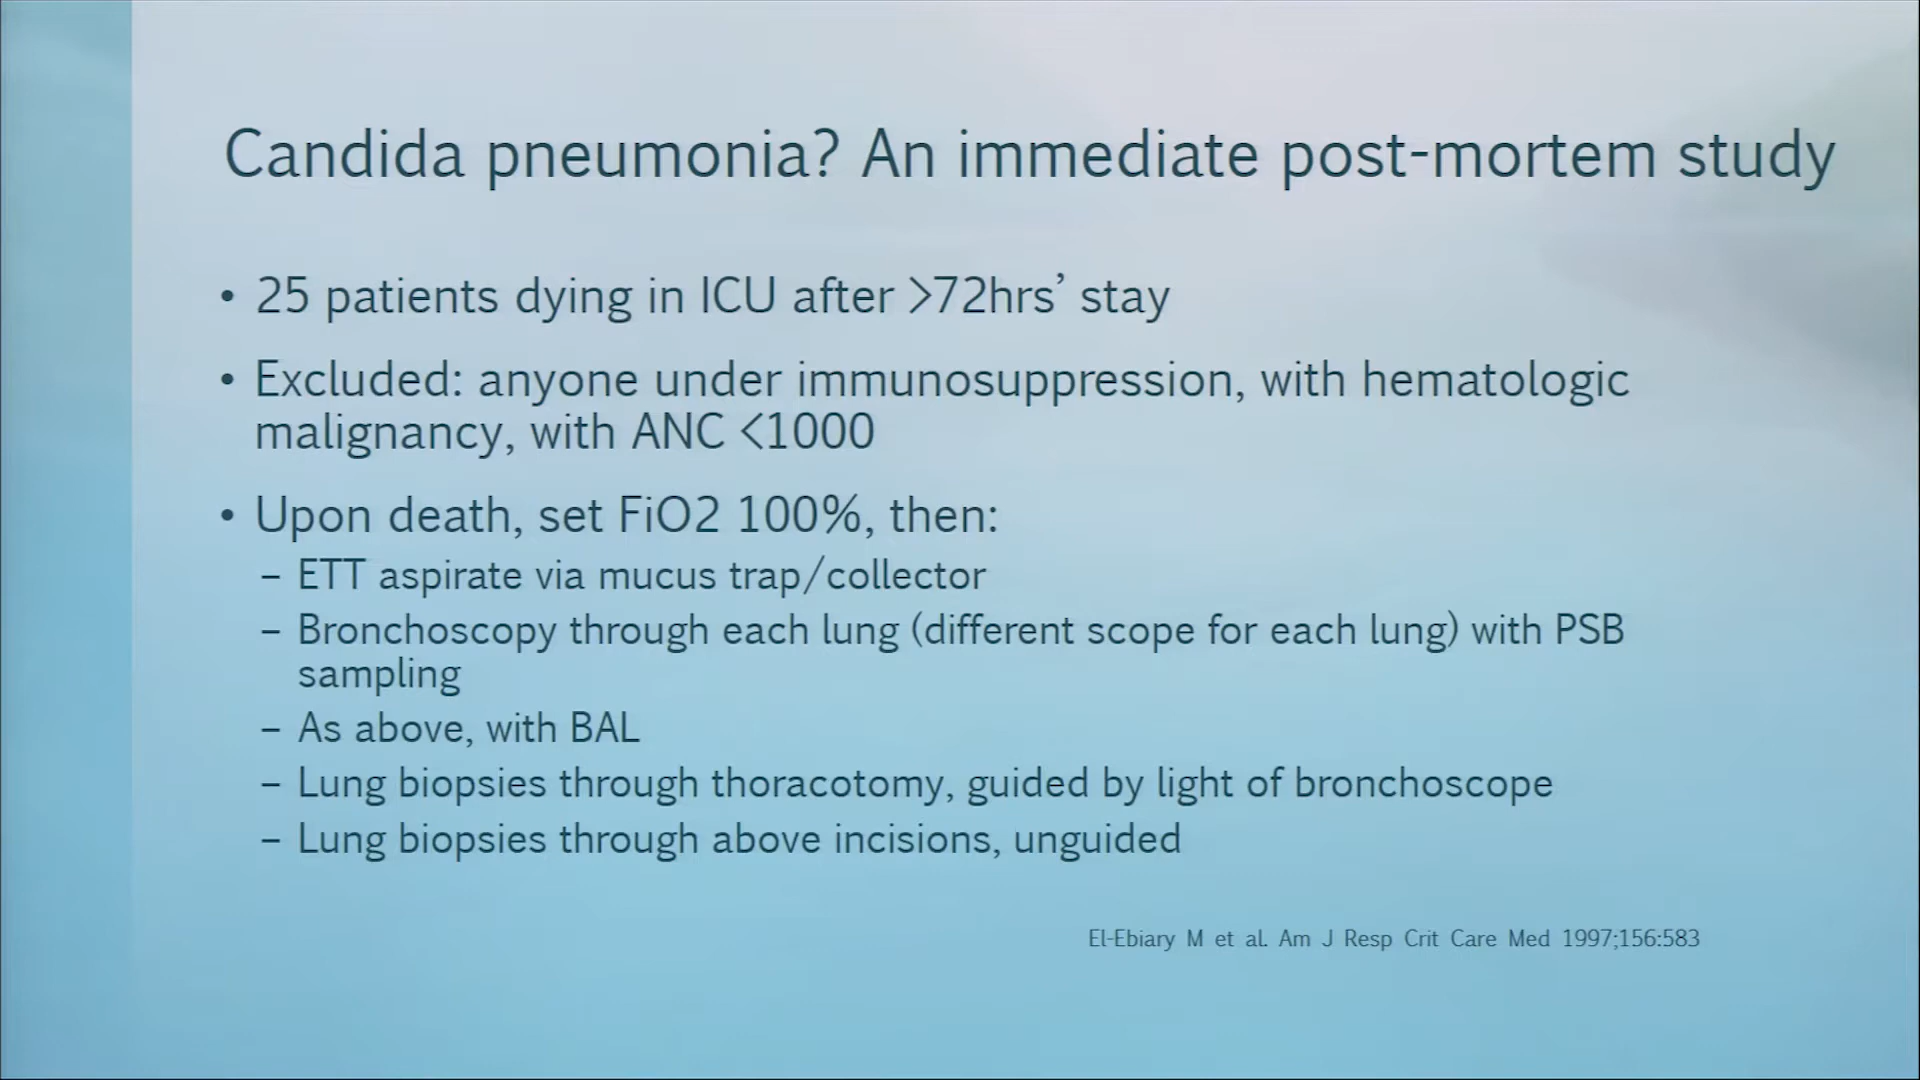 Candida pneumonia? An immediate post-mortem study
• 25 patients dying in ICU after >72hrs’ stay
• Excluded: anyone under immunosuppression, with hematologic
malignancy, with ANC <1000
• Upon death, set FiO2 100%, then:
– ETT aspirate via mucus trap/collector
– Bronchoscopy through each lung (different scope for each lung) with PSB
sampling
– As above, with BAL
– Lung biopsies through thoracotomy, guided by light of bronchoscope
– Lung biopsies through above incisions, unguided
El-Ebiary M et al. Am J Resp Crit Care Med 1997;156:583